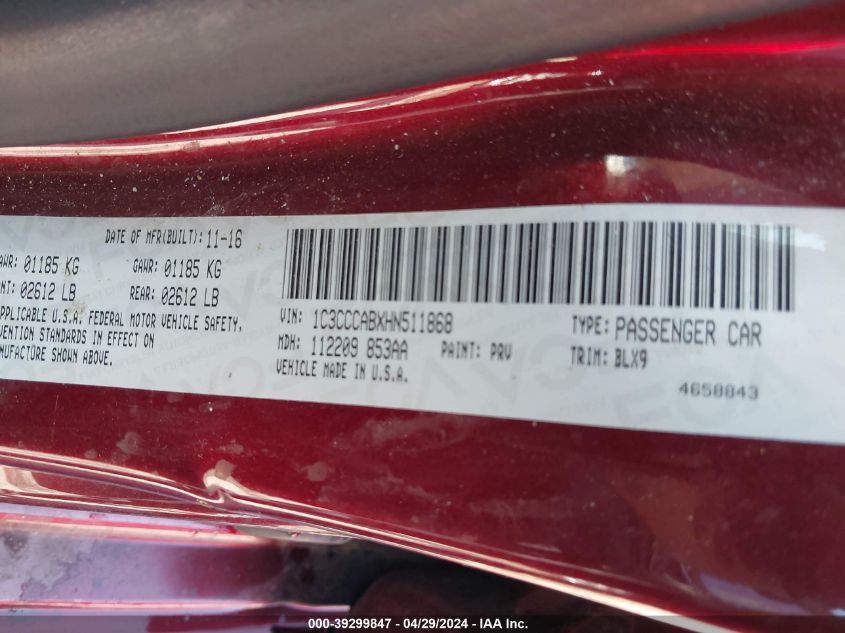 DATE OF MFR(BUILT): 11-16
GAWR: 01185 KG
GAWR: 01185 KG
02612 LB
REAR: 02612 LB
APPLICABLE U.S.A. FEDERAL MOTOR VEHICLE SAFETY,
STANDARDS IN EFFECT ON
SHOWN ABOVE.
VIN: 1C3CCCABXHN511868
TYPE: PASSENGER CAR
MDH: 112209 853AA
PAINT: PRV
TRIM: BLX9
VEHICLE MADE IN U.S.A.
4658843
000-39299847 - 04/29/2024 - IAA Inc.